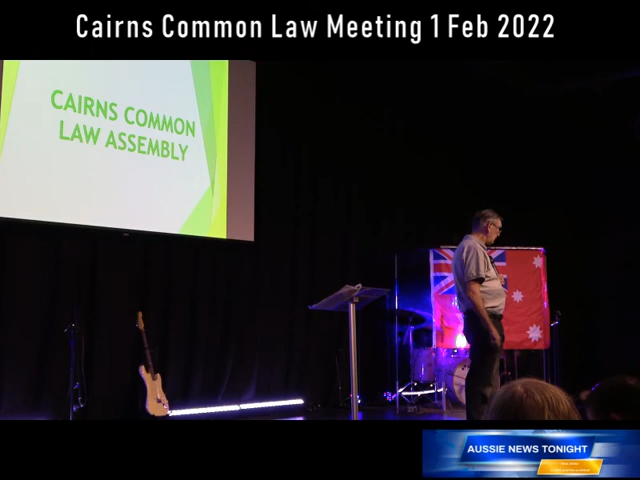 Cairns Common Law Meeting 1 Feb 2022
CAIRNS COMMON
LAW ASSEMBLY
AUSSIE NEWS TONIGHT